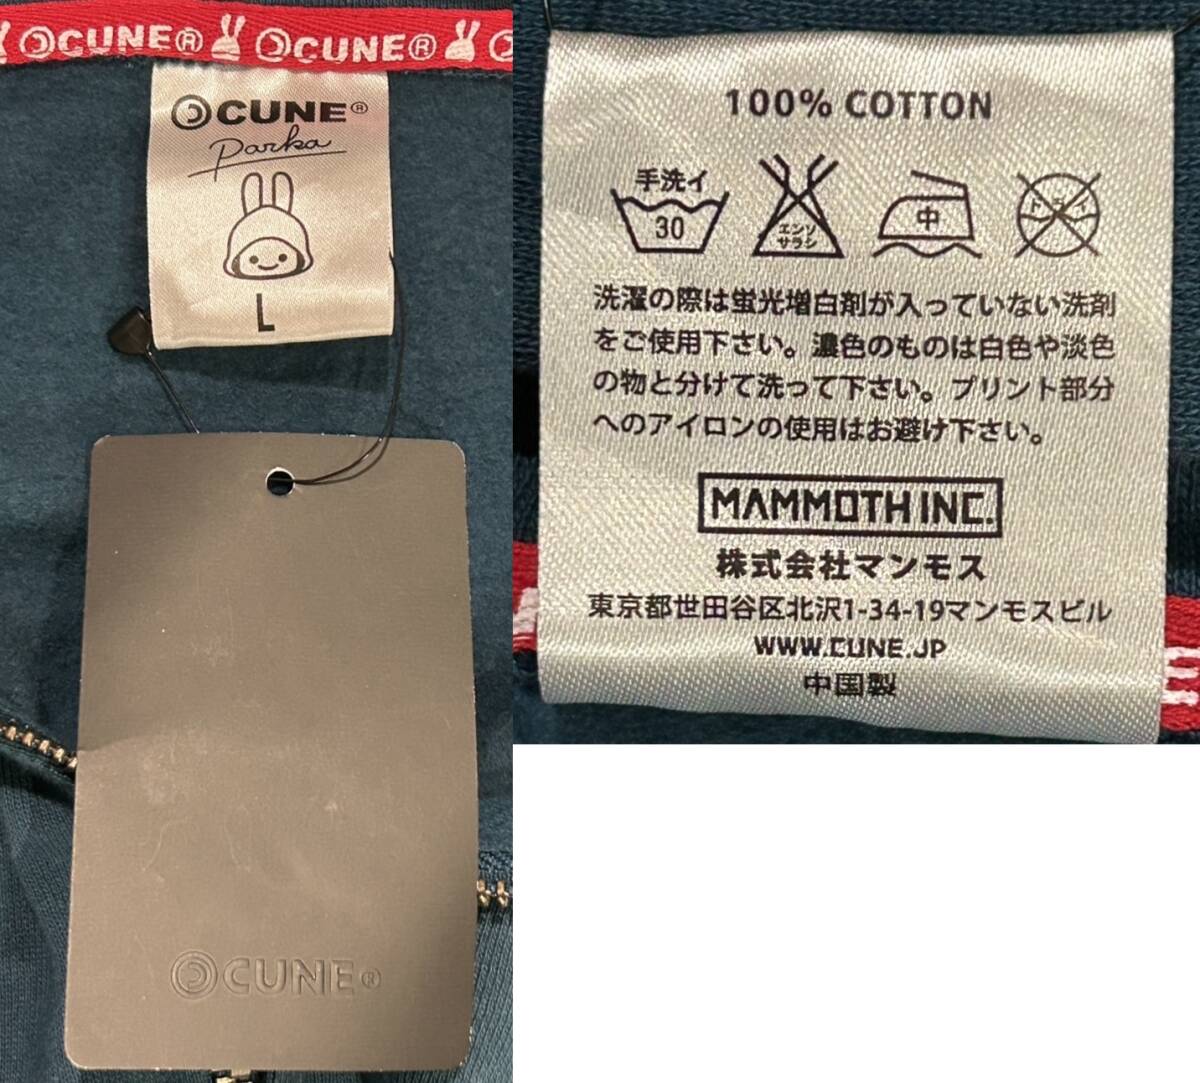 CUNE® CUNE®
CUNE®
Parka
L
CUNE®
100% COTTON
手洗イ
30
エンソ
サラシ
中
ドライ
洗濯の際は蛍光増白剤が入っていない洗剤
をご使用下さい。濃色のものは白色や淡色
の物と分けて洗って下さい。プリント部分
へのアイロンの使用はお避け下さい。
MAMMOTH INC.
株式会社マンモス
東京都世田谷区北沢1-34-19マンモスビル
WWW.CUNE.JP
中国製